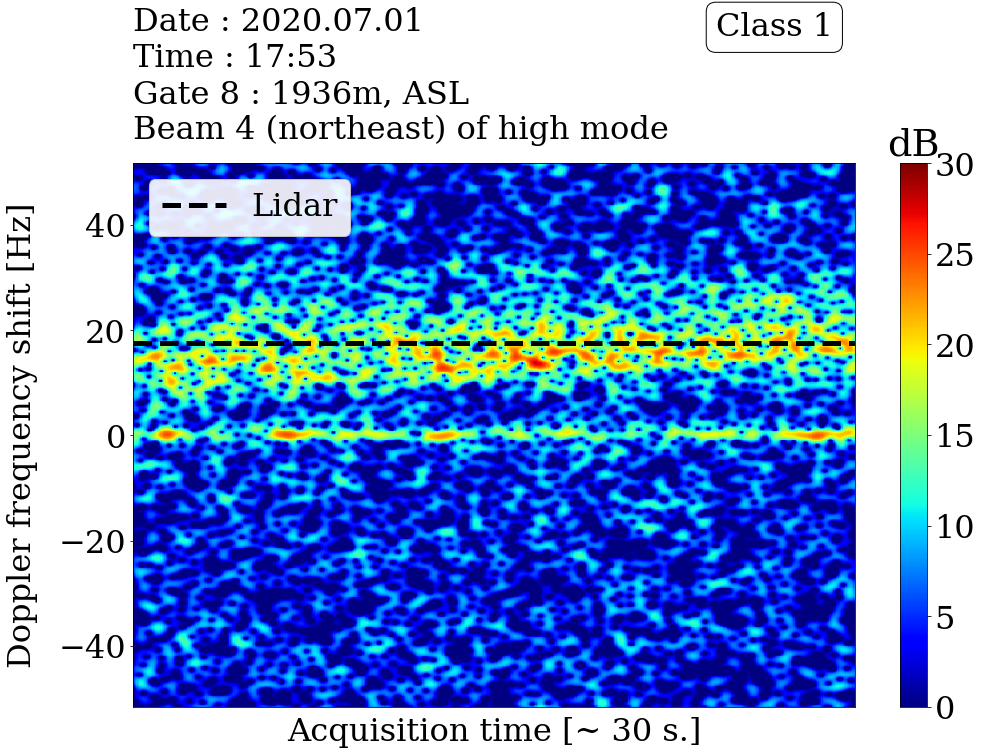 Date : 2020.07.01
Time : 17:53
Gate 8 : 1936m, ASL
Beam 4 (northeast) of high mode
Class 1
dB
Lidar
Doppler frequency shift [Hz]
40
20
0
−20
−40
Acquisition time [~ 30 s.]
30
25
20
15
10
5
0